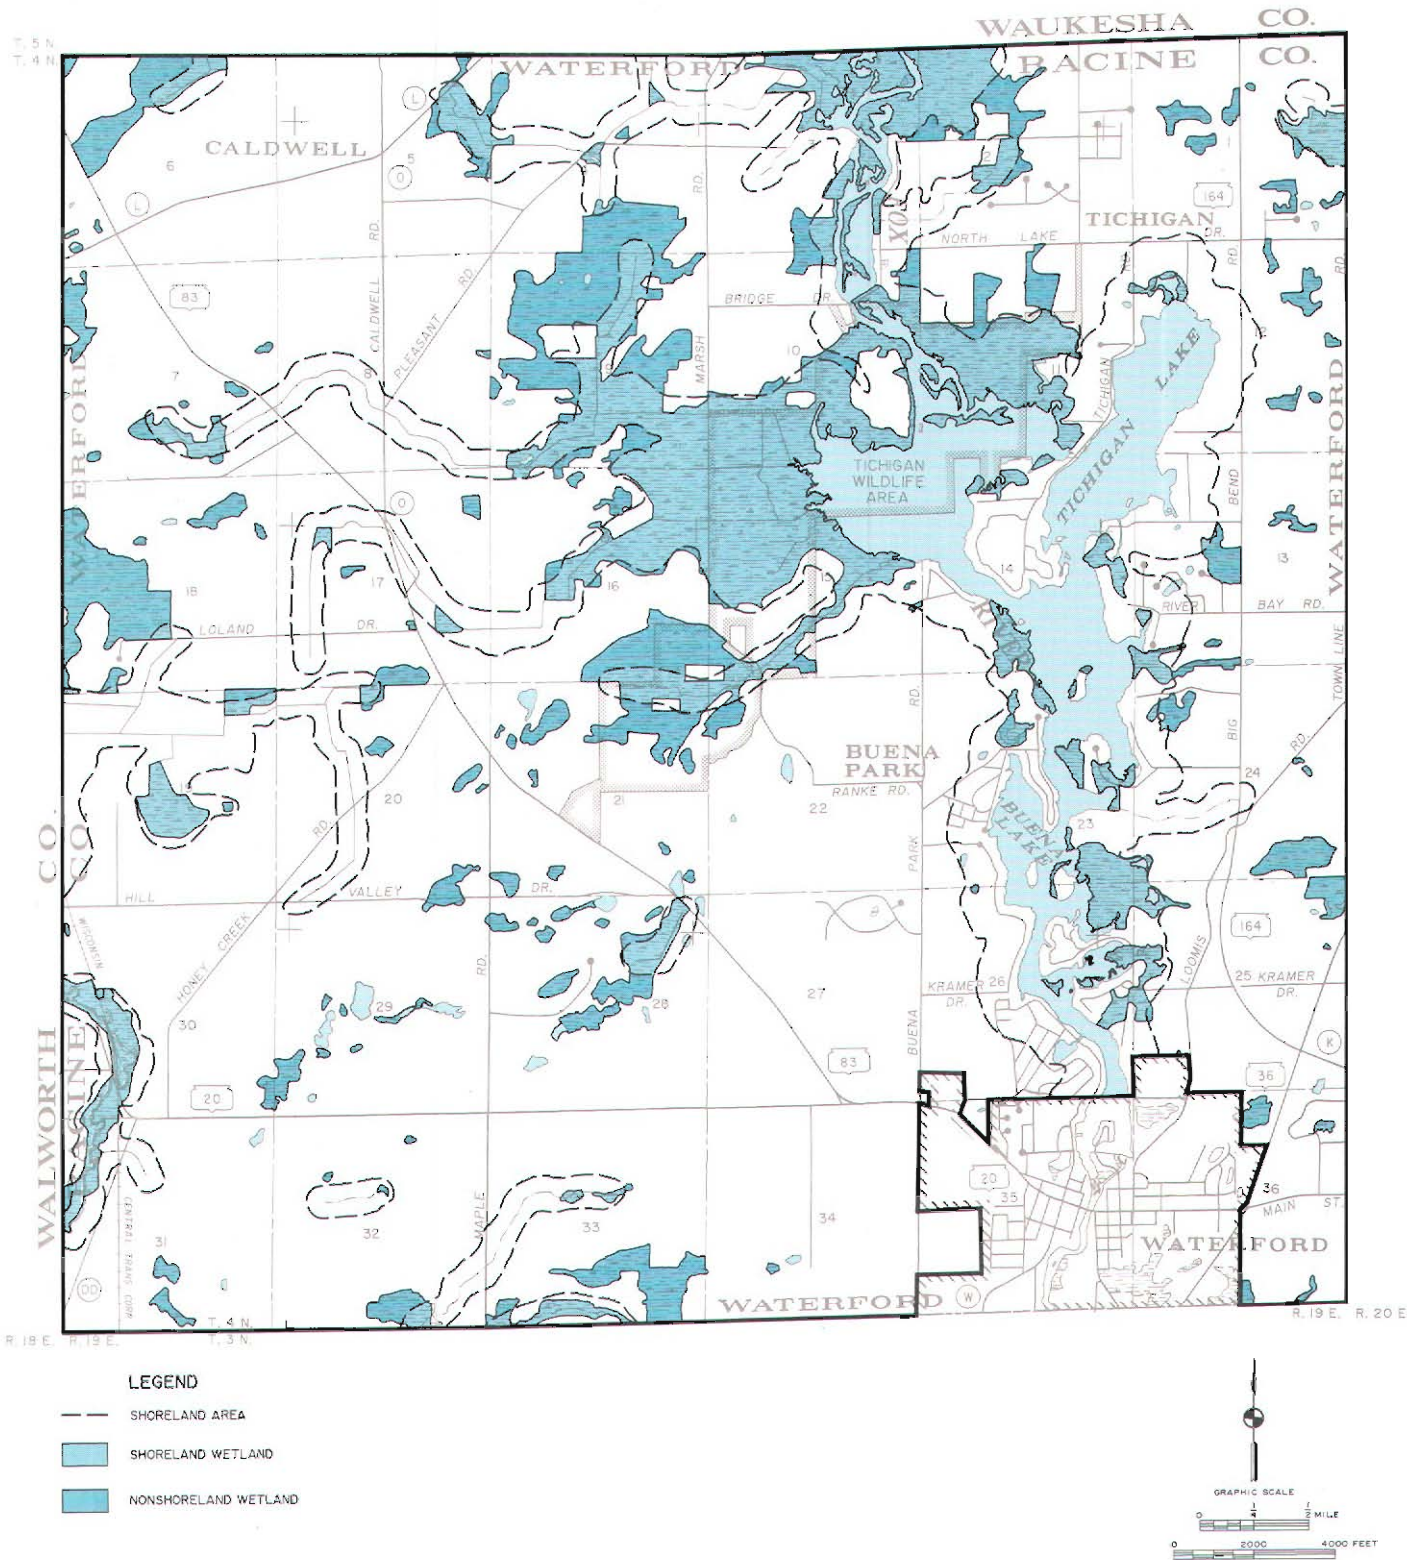 WAUKESHA CO.
T. 5 N
T. 4 N.
RACINE CO.
WATERFORD
L
CALDWELL
6
5
O
2
1
RD.
164
L
TICHIGAN
FOX
NORTH LAKE DR.
RD.
RD.
RD.
83
CALDWELL
PLEASANT
RD.
BRIDGE DR.
MARSH
10
7
8
9
11
TICHIGAN
TICHIGAN LAKE
WATERFORD
WATERFORD
TICHIGAN
WILDLIFE
AREA
BEND
O
13
14
18
17
16
15
RIVER
RIVER BAY RD.
LOLAND DR.
TOWN LINE
RD.
BIG
RD.
BUENA
PARK
RANKE RD.
24
20
21
22
RD.
BUENA
LAKE
23
PARK
CO.
CO.
HILL VALLEY DR.
WISCONSIN
HONEY CREEK
RD.
164
LOOMIS
KRAMER
DR.
26
25 KRAMER
DR.
29
28
27
30
BUENA
K
83
36
20
WALWORTH
RACINE
20
35
36
MAIN ST.
CENTRAL TRANS. CORP.
MAPLE
31
32
33
34
WATERFORD
DD
WATERFORD
W
T. 4 N.
T. 3 N.
R. 18 E. R. 19 E.
R. 19 E. R. 20 E
LEGEND
SHORELAND AREA
SHORELAND WETLAND
NONSHORELAND WETLAND
GRAPHIC SCALE
0 1/4 1/2 MILE
0 2000 4000 FEET